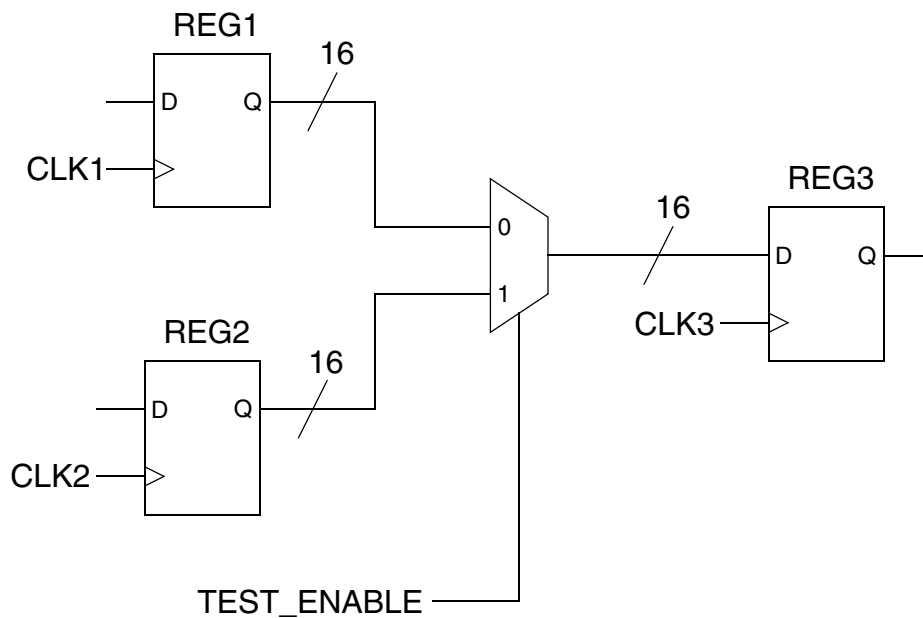 REG1
16
D Q
CLK1
REG3
16
0
D Q
1
CLK3
REG2
16
D Q
CLK2
TEST_ENABLE